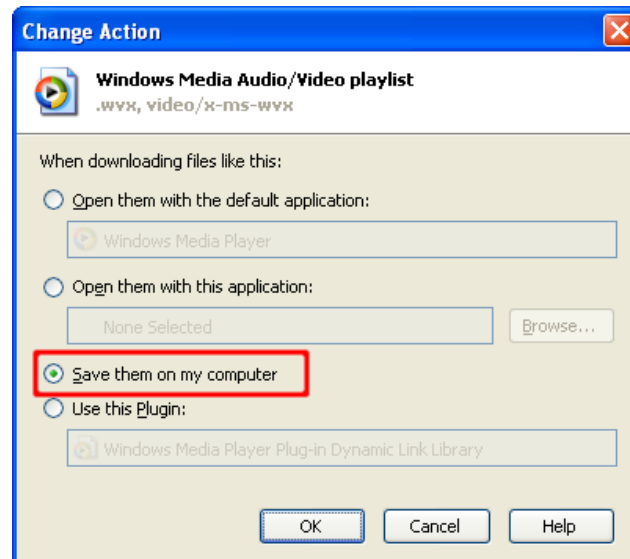 Change Action
Windows Media Audio/Video playlist
.wvx, video/x-ms-wvx
When downloading files like this:
Open them with the default application:
Windows Media Player
Open them with this application:
None Selected
Browse...
Save them on my computer
Use this Plugin:
Windows Media Player Plug-in Dynamic Link Library
OK Cancel Help